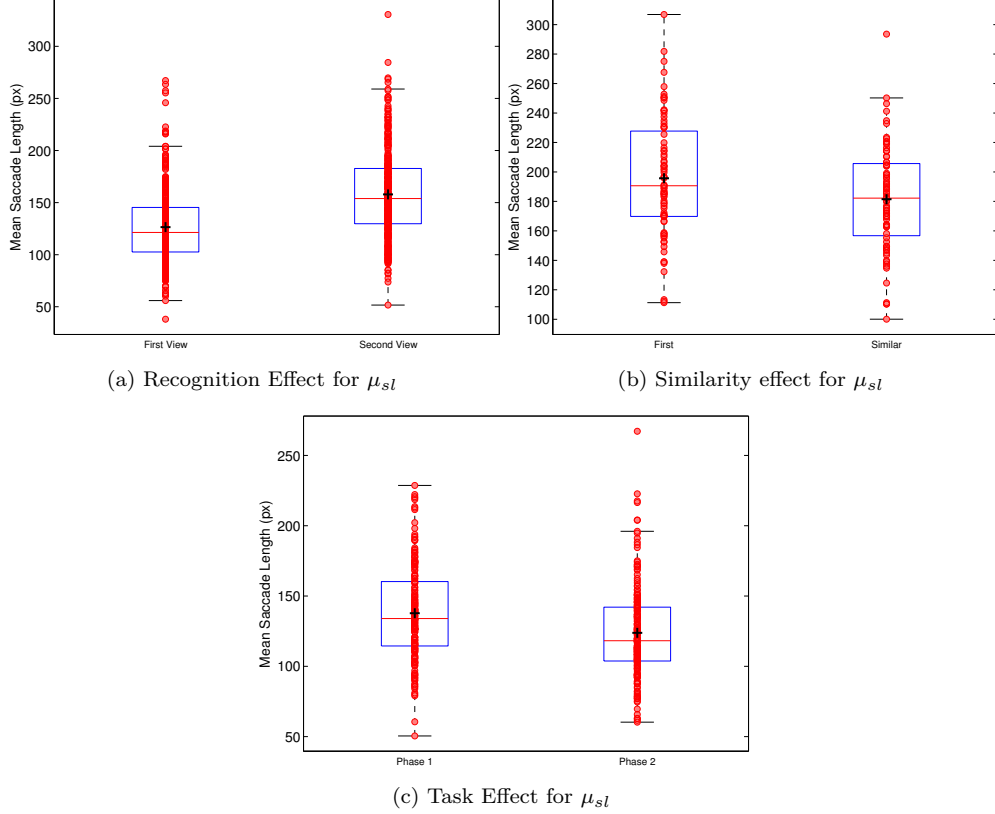 Mean Saccade Length (px)
300
250
200
150
100
50
First View
Second View
(a) Recognition Effect for μsl
Mean Saccade Length (px)
300
280
260
240
220
200
180
160
140
120
100
First
Similar
(b) Similarity effect for μsl
Mean Saccade Length (px)
250
200
150
100
50
Phase 1
Phase 2
(c) Task Effect for μsl